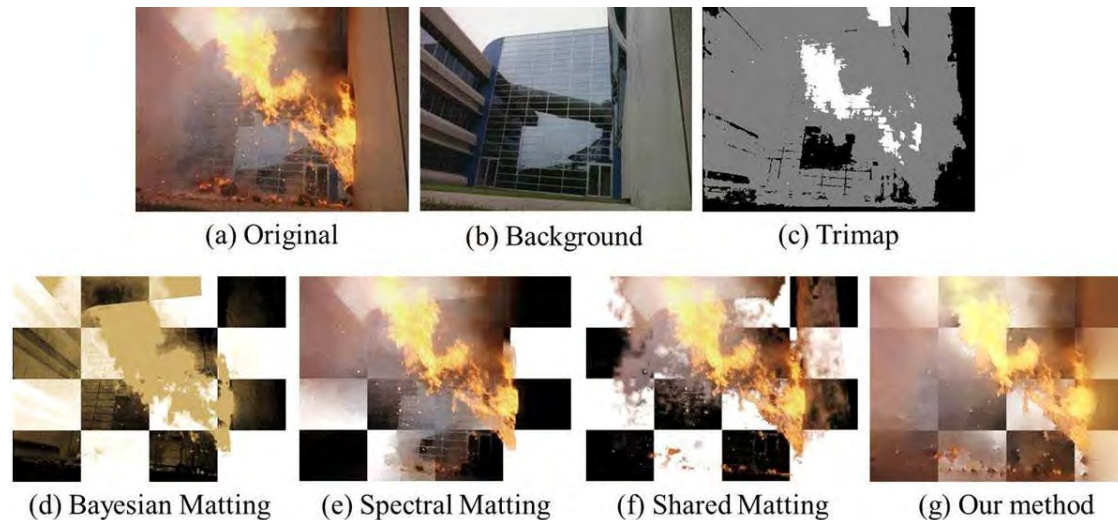 (a) Original
(b) Background
(c) Trimap
(d) Bayesian Matting
(e) Spectral Matting
(f) Shared Matting
(g) Our method